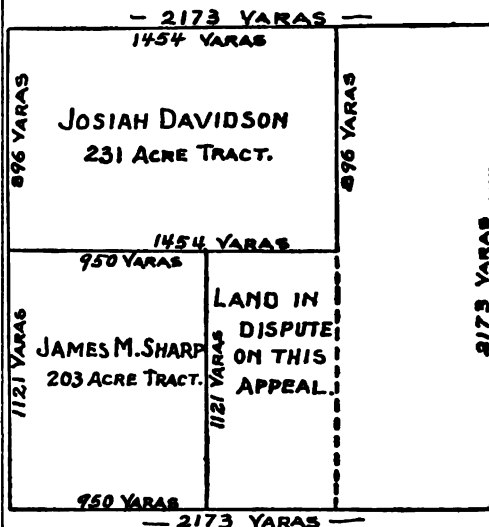 — 2173 VARAS —
1454 VARAS
896 VARAS
JOSIAH DAVIDSON
231 ACRE TRACT.
896 VARAS
1454 VARAS
950 VARAS
1121 VARAS
JAMES M. SHARP
203 ACRE TRACT.
1121 VARAS
LAND IN
DISPUTE
ON THIS
APPEAL.
2173 VARAS
950 VARAS
— 2173 VARAS —